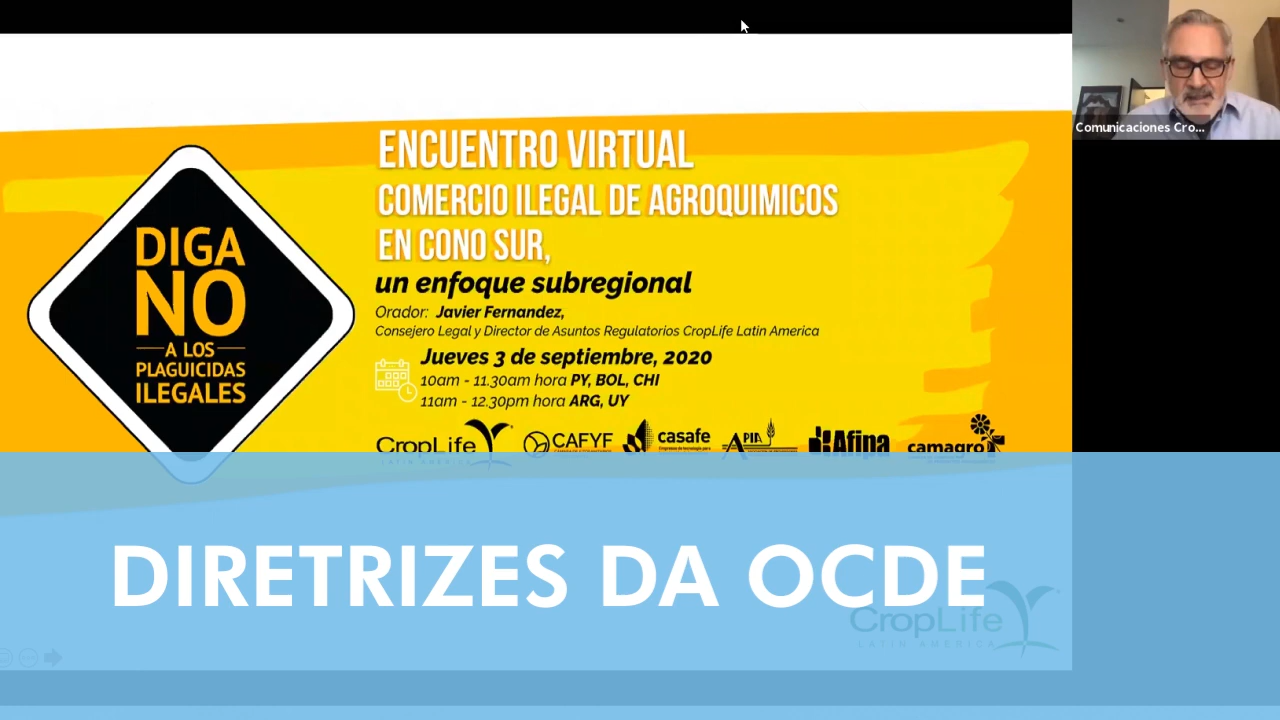 ENCUENTRO VIRTUAL
COMERCIO ILEGAL DE AGROQUIMICOS
EN CONO SUR,
un enfoque subregional
Orador: Javier Fernandez,
Consejero Legal y Director de Asuntos Regulatorios CropLife Latin America
Jueves 3 de septiembre, 2020
10am - 11.30am hora PY, BOL, CHI
11am - 12.30pm hora ARG, UY
DIGA
NO
A LOS
PLAGUICIDAS
ILEGALES
CropLife CAFYF casafe APIA Afipa camagro
Comunicaciones Cro...
DIRETRIZES DA OCDE
CropLife
LATIN AMERICA